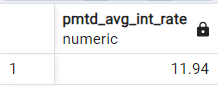 pmtd_avg_int_rate
numeric
1 11.94